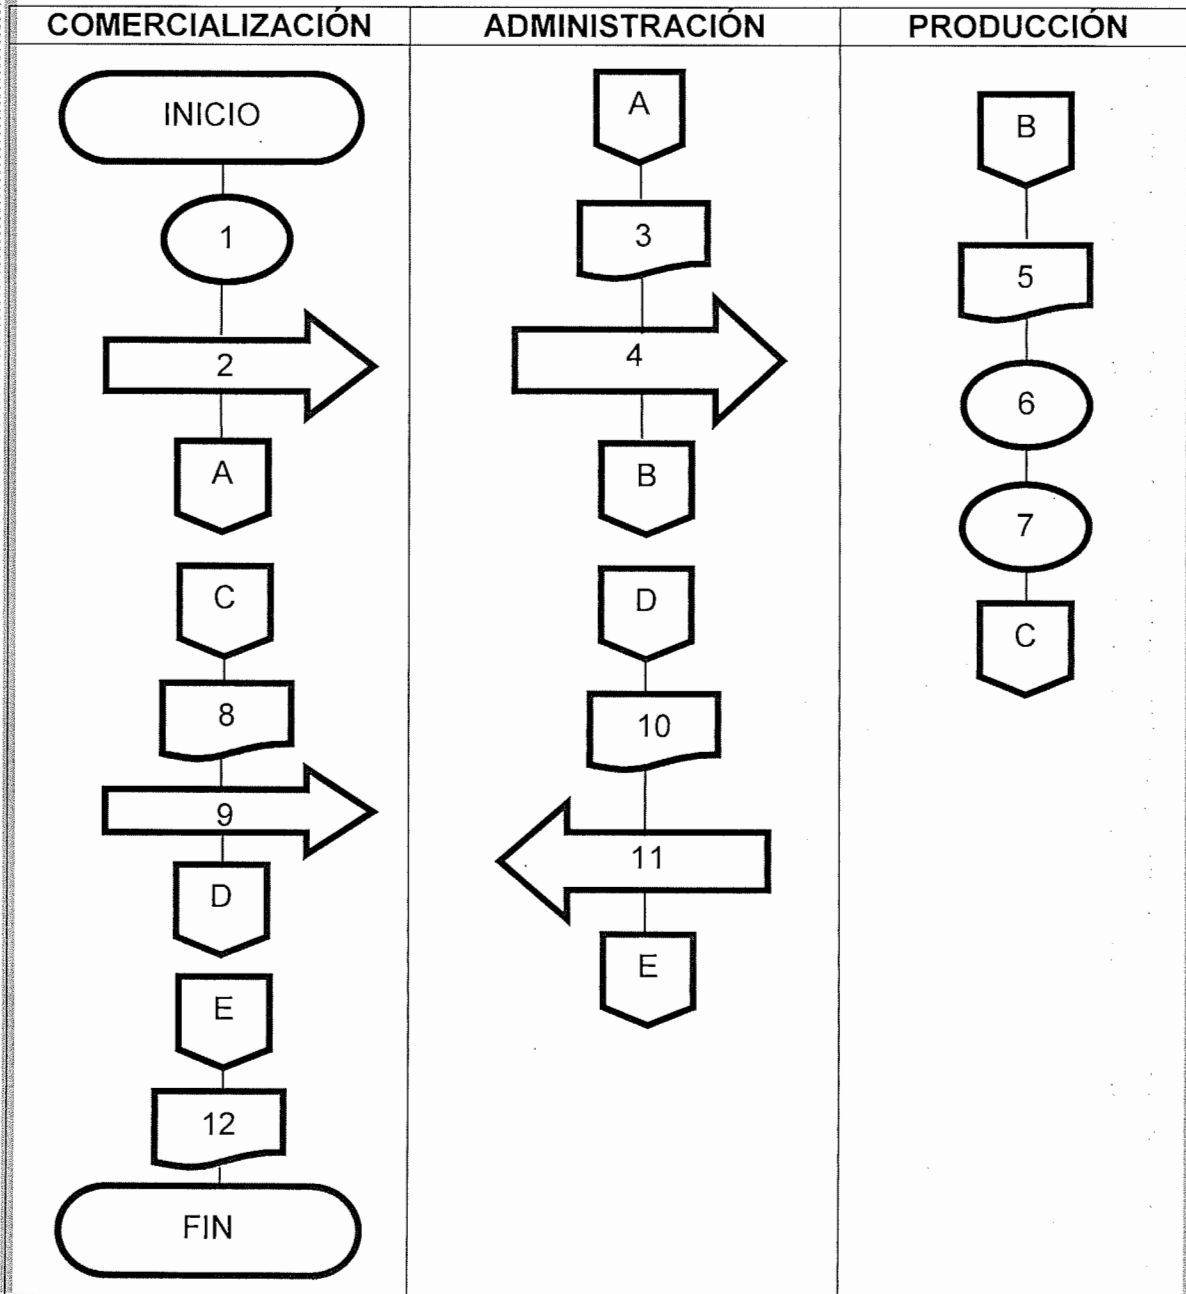 COMERCIALIZACIÓN
ADMINISTRACIÓN
PRODUCCIÓN
INICIO
1
2
A
C
8
9
D
E
12
FIN
A
3
4
B
D
10
11
E
B
5
6
7
C